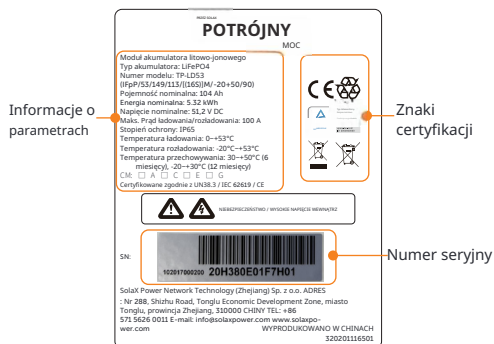 POTRÓJNY
MOC
Moduł akumulatora litowo-jonowego
Typ akumulatora: LiFePO4
Numer modelu: TP-LD53
(IFpP/53/149/113/[(16S)]M/-20+50/90)
Pojemność nominalna: 104 Ah
Energia nominalna: 5.32 kWh
Napięcie nominalne: 51,2 V DC
Maks. Prąd ładowania/rozładowania: 100 A
Stopień ochrony: IP65
Temperatura ładowania: 0~+53°C
Temperatura rozładowania: -20°C~+53°C
Temperatura przechowywania: 30~+50°C (6
miesięcy), -20~+30°C (12 miesięcy)
CM: ☐ A ☐ C ☐ E ☐ G
Certyfikowane zgodnie z UN38.3 / IEC 62619 / CE
Informacje o
parametrach
Znaki
certyfikacji
NIEBEZPIECZEŃSTWO / WYSOKIE NAPIĘCIE WEWNĄTRZ
SN:
102017000200 20H380E01F7H01
Numer seryjny
SolaX Power Network Technology (Zhejiang) Sp. z o.o. ADRES
: Nr 288, Shizhu Road, Tonglu Economic Development Zone, miasto
Tonglu, prowincja Zhejiang, 310000 CHINY TEL: +86
571 5626 0011 E-mail: info@solaxpower.com www.solaxpo-
wer.com
WYPRODUKOWANO W CHINACH
320201116501